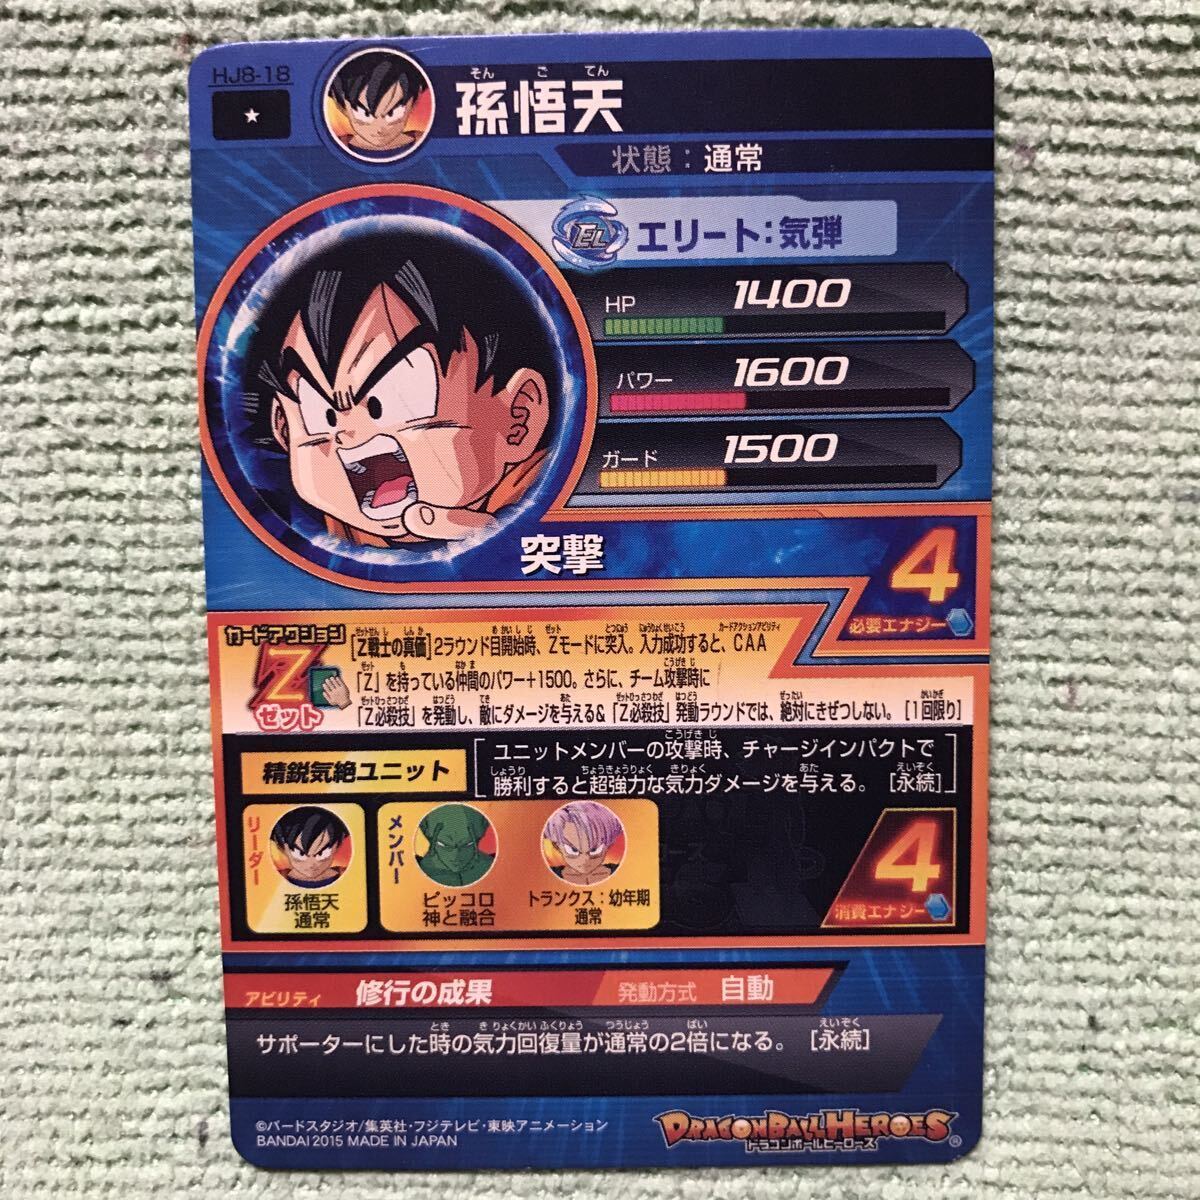 HJ8-18
★
そん ご てん
孫悟天
状態：通常
EL
エリート：気弾
HP 1400
パワー 1600
ガード 1500
突撃
4
必要エナジー
カードアクション
Z
ゼット
[Z戦士の真価]2ラウンド目開始時、Zモードに突入。入力成功すると、CAA
「Z」を持っている仲間のパワー+1500。さらに、チーム攻撃時に
「Z必殺技」を発動し、敵にダメージを与える&「Z必殺技」発動ラウンドでは、絶対にきぜつしない。[1回限り]
精鋭気絶ユニット
[ユニットメンバーの攻撃時、チャージインパクトで
勝利すると超強力な気力ダメージを与える。[永続]]
リーダー
孫悟天
通常
メンバー
ピッコロ
神と融合
トランクス：幼年期
通常
4
消費エナジー
アビリティ 修行の成果 発動方式 自動
サポーターにした時の気力回復量が通常の2倍になる。[永続]
©バードスタジオ/集英社・フジテレビ・東映アニメーション
BANDAI 2015 MADE IN JAPAN
DRAGONBALL HEROES
ドラゴンボールヒーローズ
®